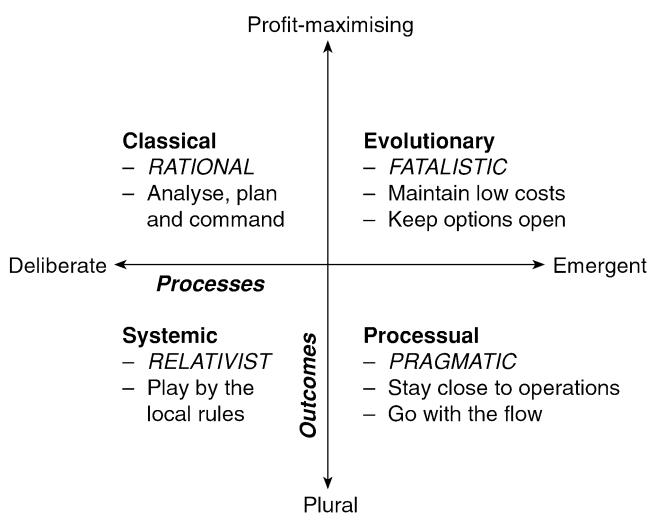 Profit-maximising
Classical
– RATIONAL
– Analyse, plan
and command
Evolutionary
– FATALISTIC
– Maintain low costs
– Keep options open
Deliberate
Emergent
Processes
Outcomes
Systemic
– RELATIVIST
– Play by the
local rules
Processual
– PRAGMATIC
– Stay close to operations
– Go with the flow
Plural